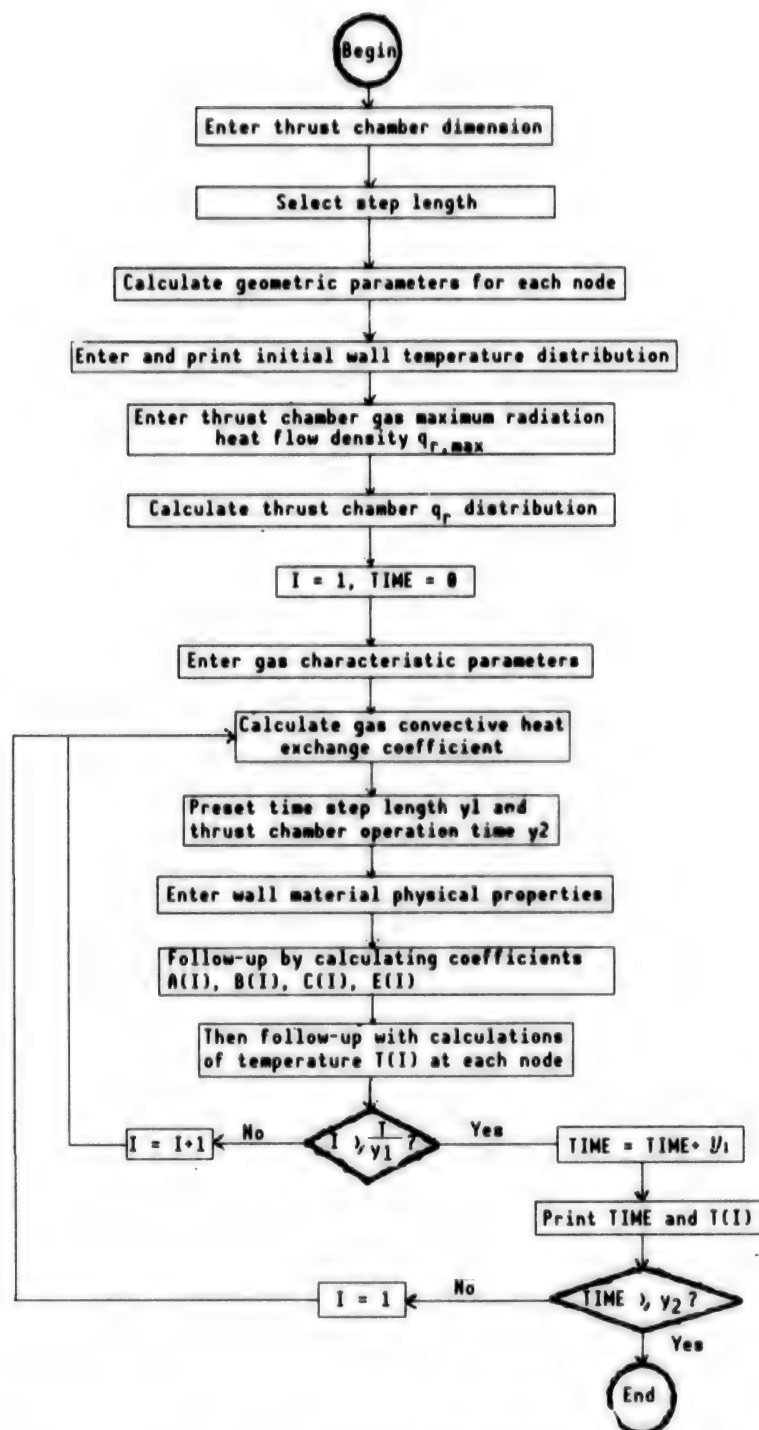 Begin
Enter thrust chamber dimension
Select step length
Calculate geometric parameters for each node
Enter and print initial wall temperature distribution
Enter thrust chamber gas maximum radiation
heat flow density q_{r,max}
Calculate thrust chamber q_r distribution
I = 1, TIME = 0
Enter gas characteristic parameters
Calculate gas convective heat
exchange coefficient
Preset time step length y1 and
thrust chamber operation time y2
Enter wall material physical properties
Follow-up by calculating coefficients
A(I), B(I), C(I), E(I)
Then follow-up with calculations
of temperature T(I) at each node
I = I+1
No
I ⩾ T/y1 ?
Yes
TIME = TIME+ y₁
Print TIME and T(I)
I = 1
No
TIME ⩾ y₂ ?
Yes
End